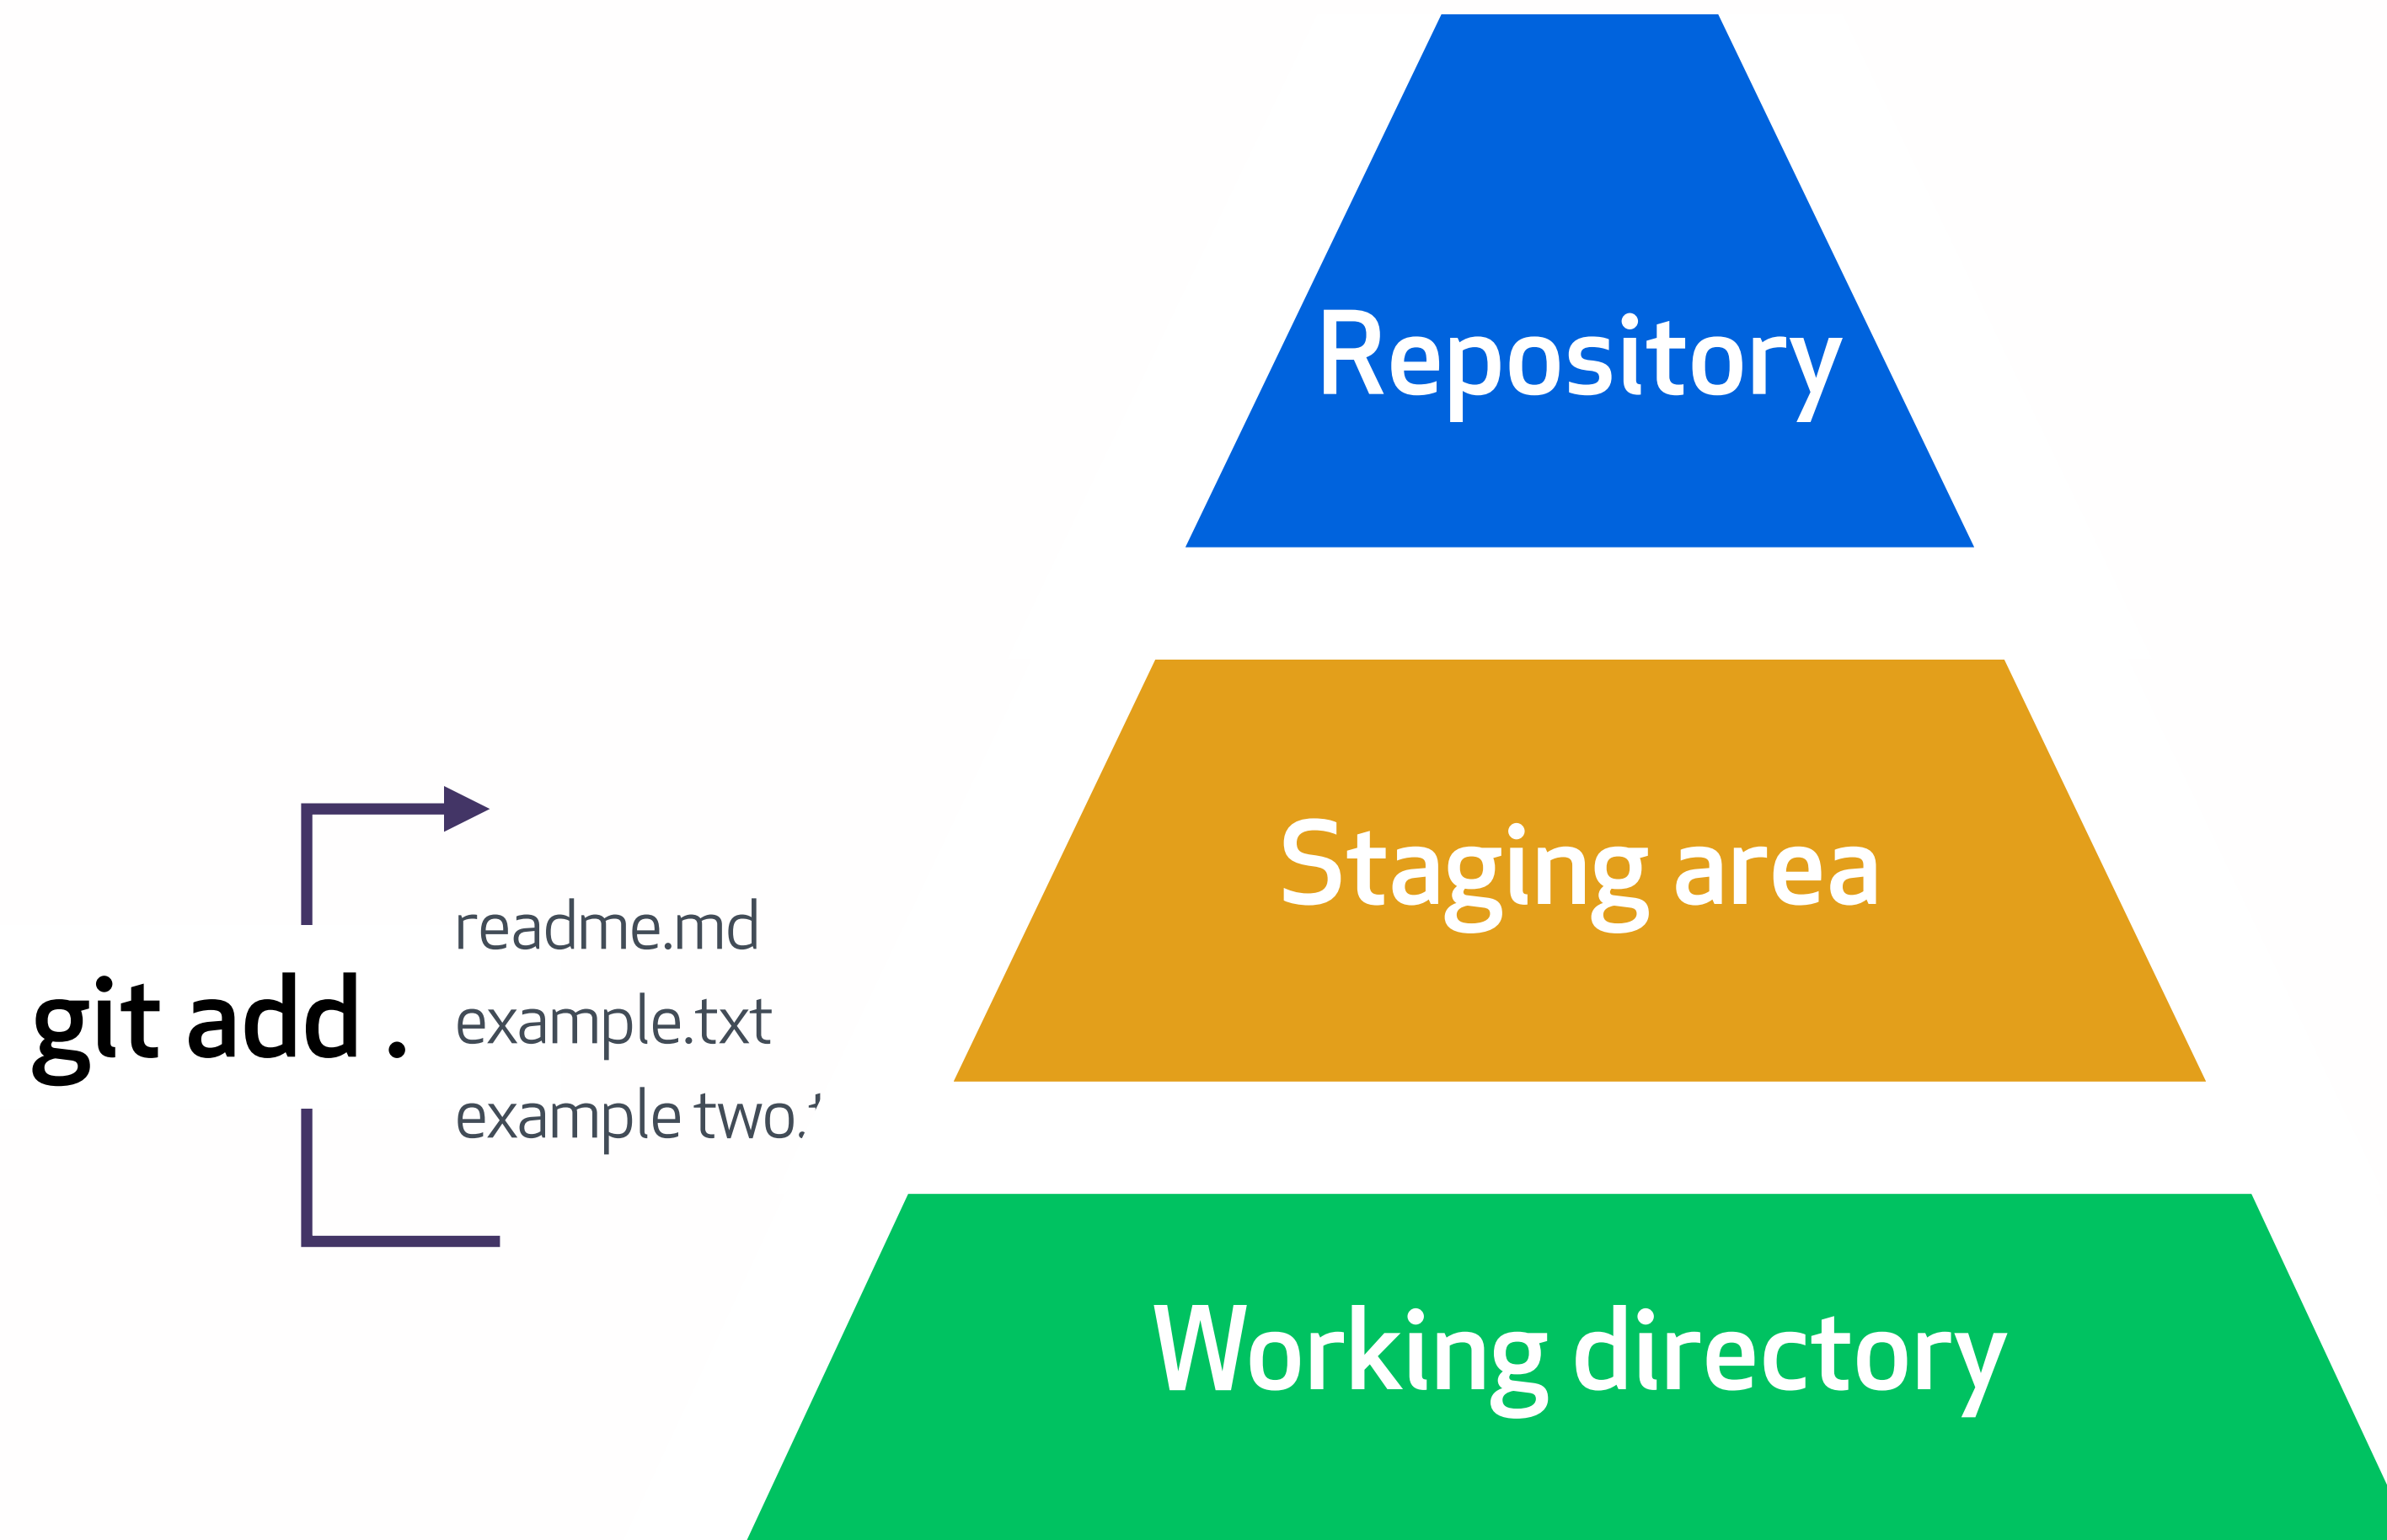 Repository
Staging area
readme.md
git add .
example.txt
example two.
Working directory